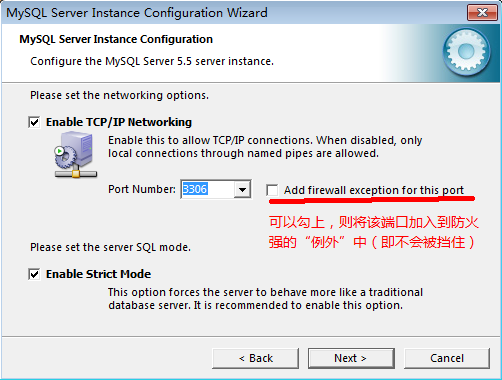 MySQL Server Instance Configuration Wizard
MySQL Server Instance Configuration
Configure the MySQL Server 5.5 server instance.
Please set the networking options.
Enable TCP/IP Networking
Enable this to allow TCP/IP connections. When disabled, only
local connections through named pipes are allowed.
Port Number: 3306 Add firewall exception for this port
可以勾上，则将该端口加入到防火
强的“例外”中（即不会被挡住）
Please set the server SQL mode.
Enable Strict Mode
This option forces the server to behave more like a traditional
database server. It is recommended to enable this option.
< Back Next > Cancel